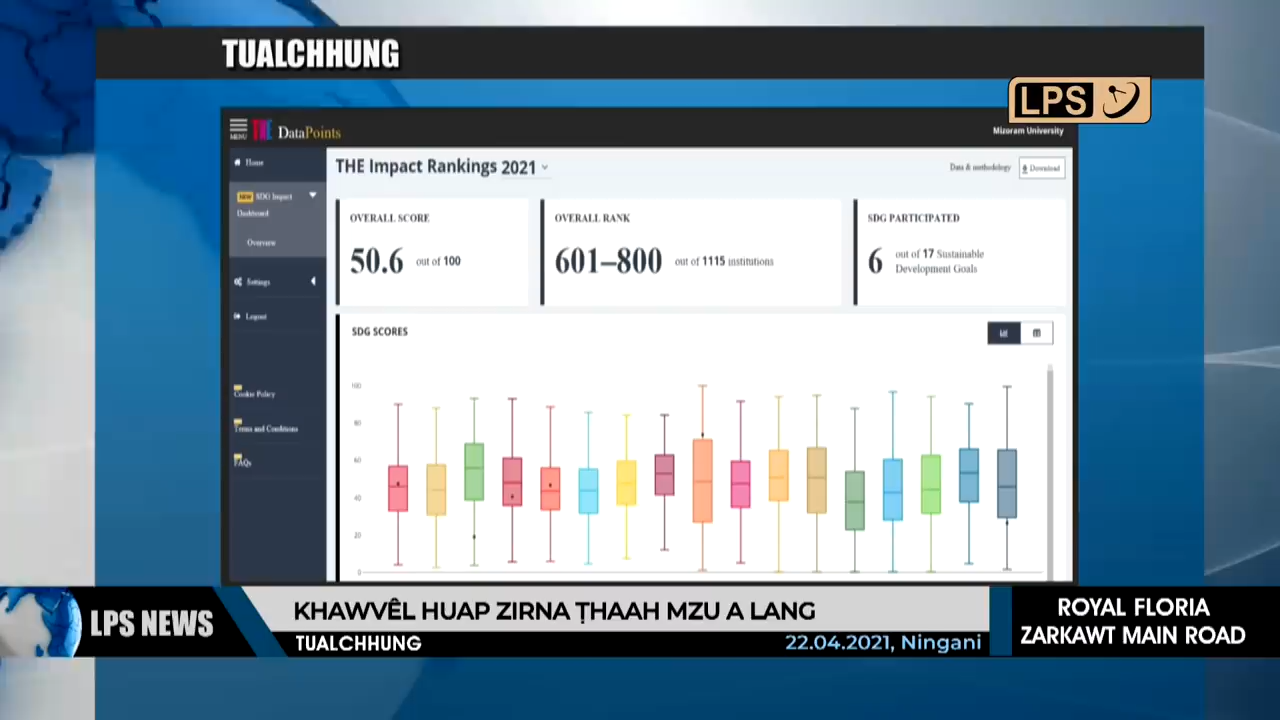 TUALCHHUNG
LPS
MENU
THE DataPoints
Mizoram University
Home
NEW SDG Impact
Dashboard
Overview
Settings
Logout
Cookie Policy
Terms and Conditions
FAQs
THE Impact Rankings 2021
Data & methodology
Download
OVERALL SCORE
50.6 out of 100
OVERALL RANK
601–800 out of 1115 institutions
SDG PARTICIPATED
6 out of 17 Sustainable
Development Goals
SDG SCORES
100
80
60
40
20
0
LPS NEWS
KHAWVÊL HUAP ZIRNA ṬHAAH MZU A LANG
TUALCHHUNG
22.04.2021, Ningani
ROYAL FLORIA
ZARKAWT MAIN ROAD